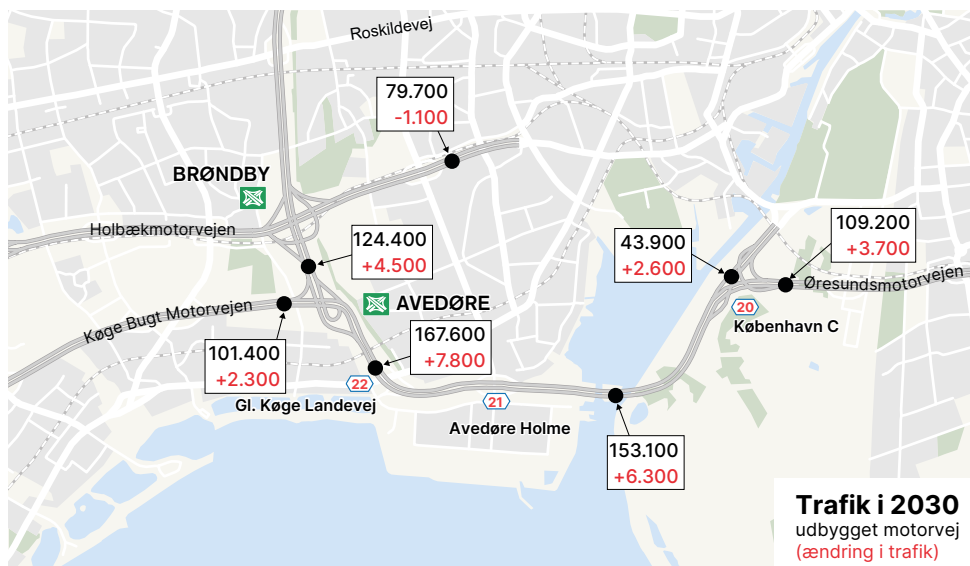 Roskildevej
79.700
-1.100
BRØNDBY
Holbækmotorvejen
124.400
+4.500
43.900
+2.600
109.200
+3.700
Øresundsmotorvejen
AVEDØRE
Køge Bugt Motorvejen
20
København C
101.400
+2.300
167.600
+7.800
22
Gl. Køge Landevej
21
Avedøre Holme
153.100
+6.300
Trafik i 2030
udbygget motorvej
(ændring i trafik)